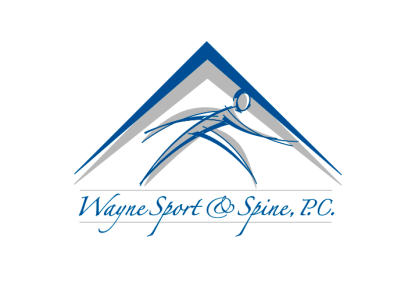 Wayne Sport & Spine, P.C.